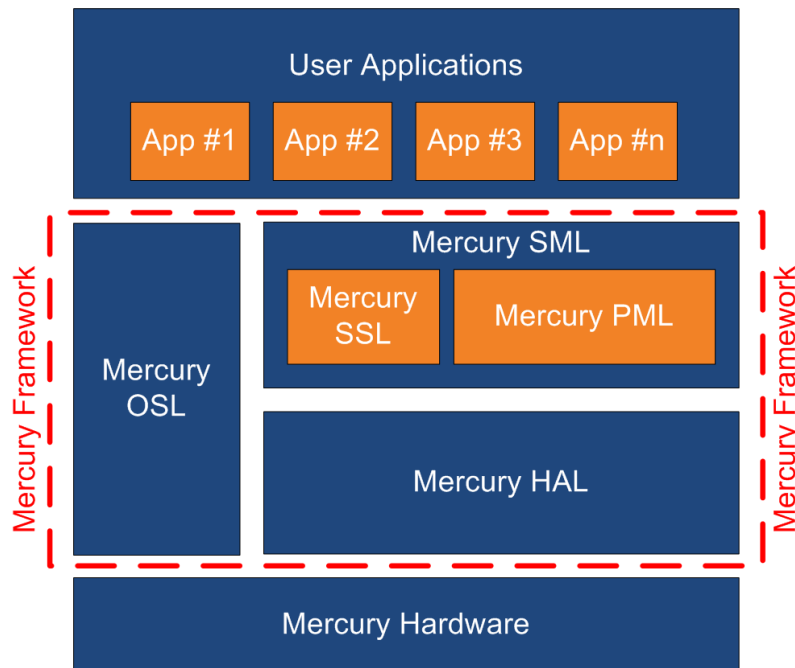 User Applications
App #1
App #2
App #3
App #n
Mercury Framework
Mercury
OSL
Mercury SML
Mercury
SSL
Mercury PML
Mercury HAL
Mercury Framework
Mercury Hardware